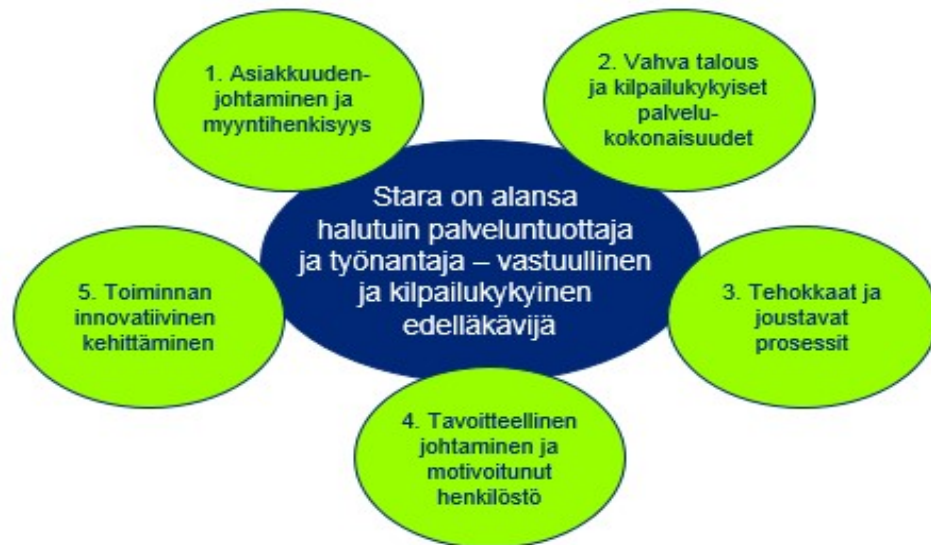 1. Asiakkuuden-
johtaminen ja
myyntihenkisyys
2. Vahva talous
ja kilpailukykyiset
palvelu-
kokonaisuudet
Stara on alansa
halutuin palveluntuottaja
ja työnantaja – vastuullinen
ja kilpailukykyinen
edelläkävijä
3. Tehokkaat ja
joustavat
prosessit
4. Tavoitteellinen
johtaminen ja
motivoitunut
henkilöstö
5. Toiminnan
innovatiivinen
kehittäminen